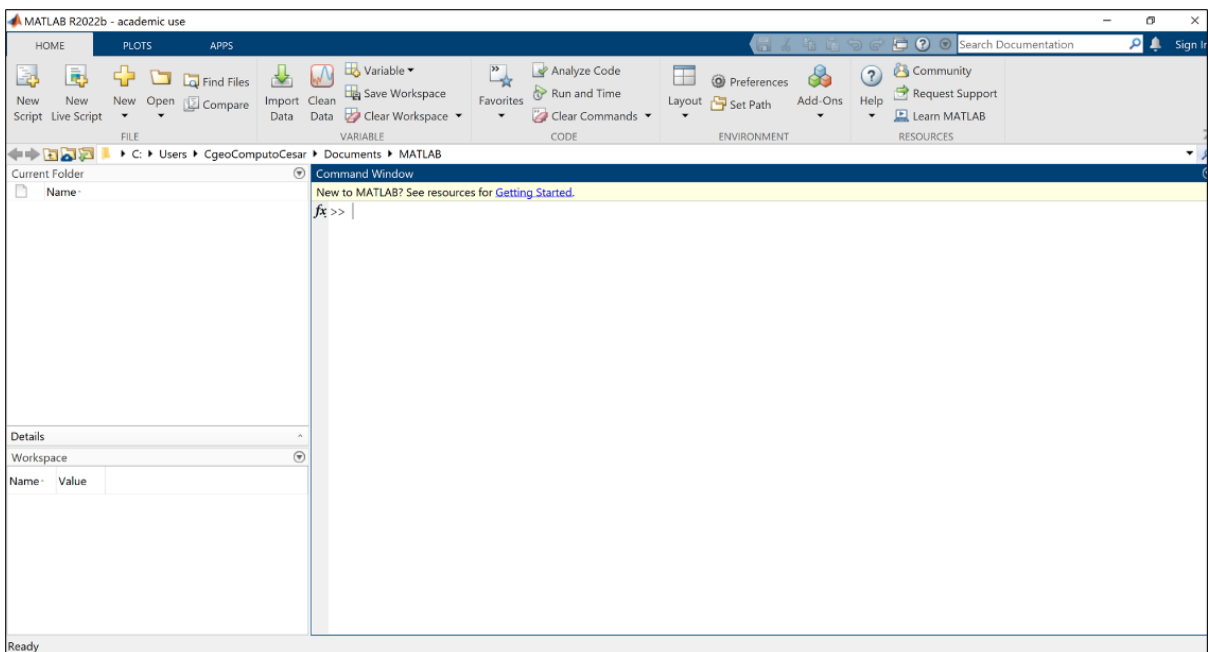 MATLAB R2022b - academic use
HOME PLOTS APPS
Search Documentation
Sign In
New Script
New Live Script
New
Open
Find Files
Compare
FILE
Import Data
Clean Data
Variable
Save Workspace
Clear Workspace
VARIABLE
Favorites
Analyze Code
Run and Time
Clear Commands
CODE
Layout
Preferences
Set Path
Add-Ons
ENVIRONMENT
Help
Community
Request Support
Learn MATLAB
RESOURCES
C: Users CgeoComputoCesar Documents MATLAB
Current Folder
Name
Details
Workspace
Name Value
Command Window
New to MATLAB? See resources for Getting Started.
fx >>
Ready